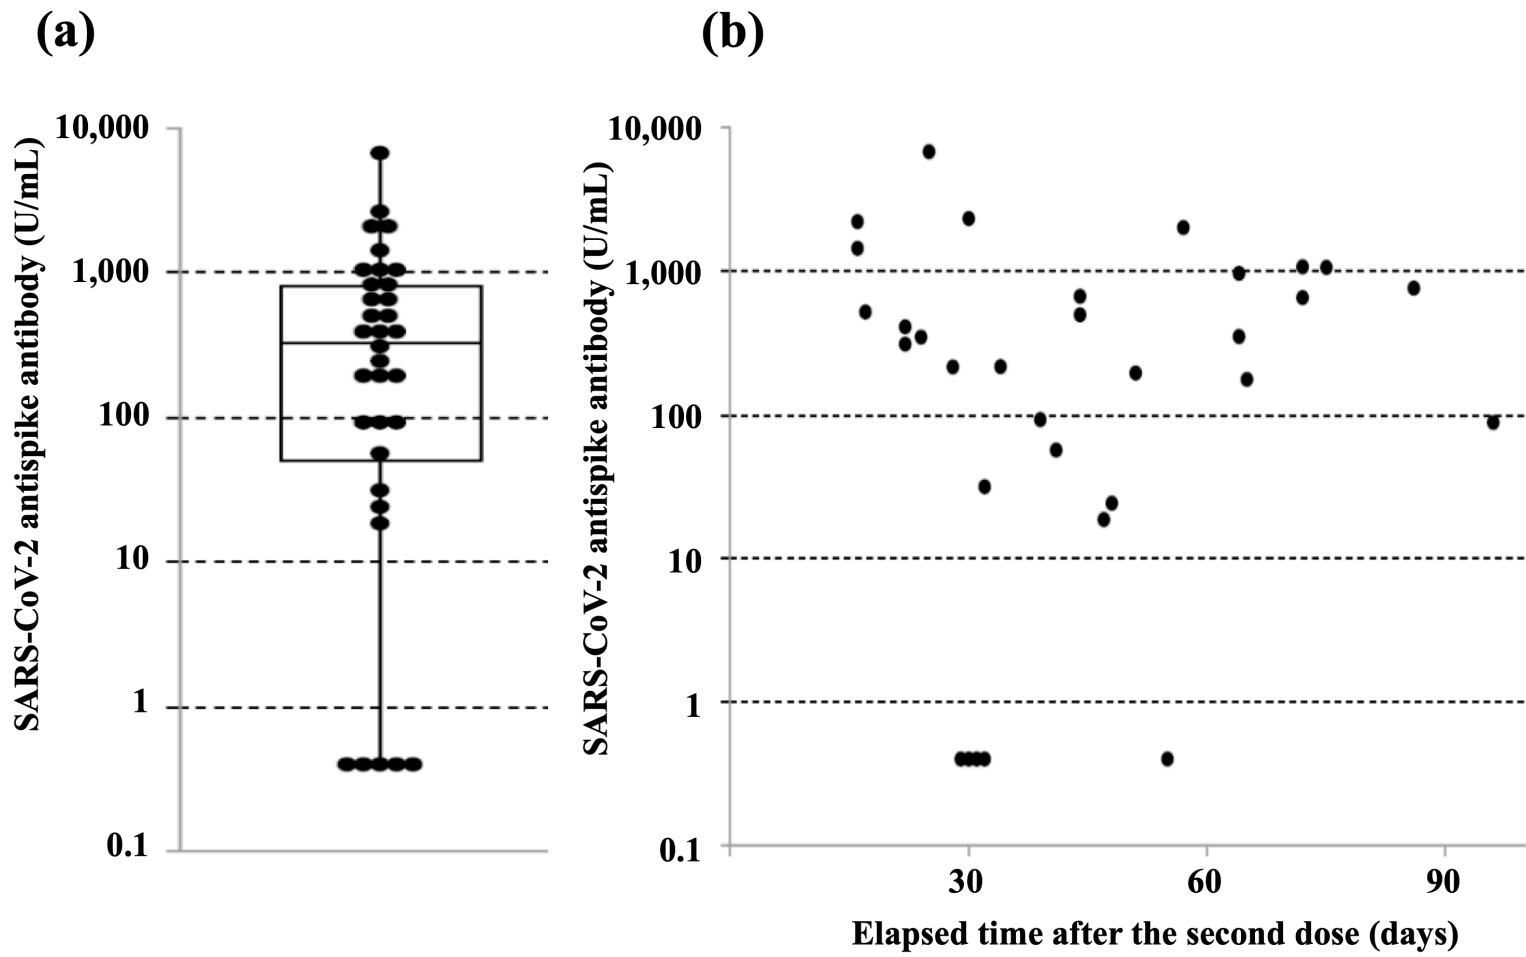 (a)
SARS-CoV-2 antispike antibody (U/mL)
10,000
1,000
100
10
1
0.1
(b)
SARS-CoV-2 antispike antibody (U/mL)
10,000
1,000
100
10
1
0.1
30 60 90
Elapsed time after the second dose (days)